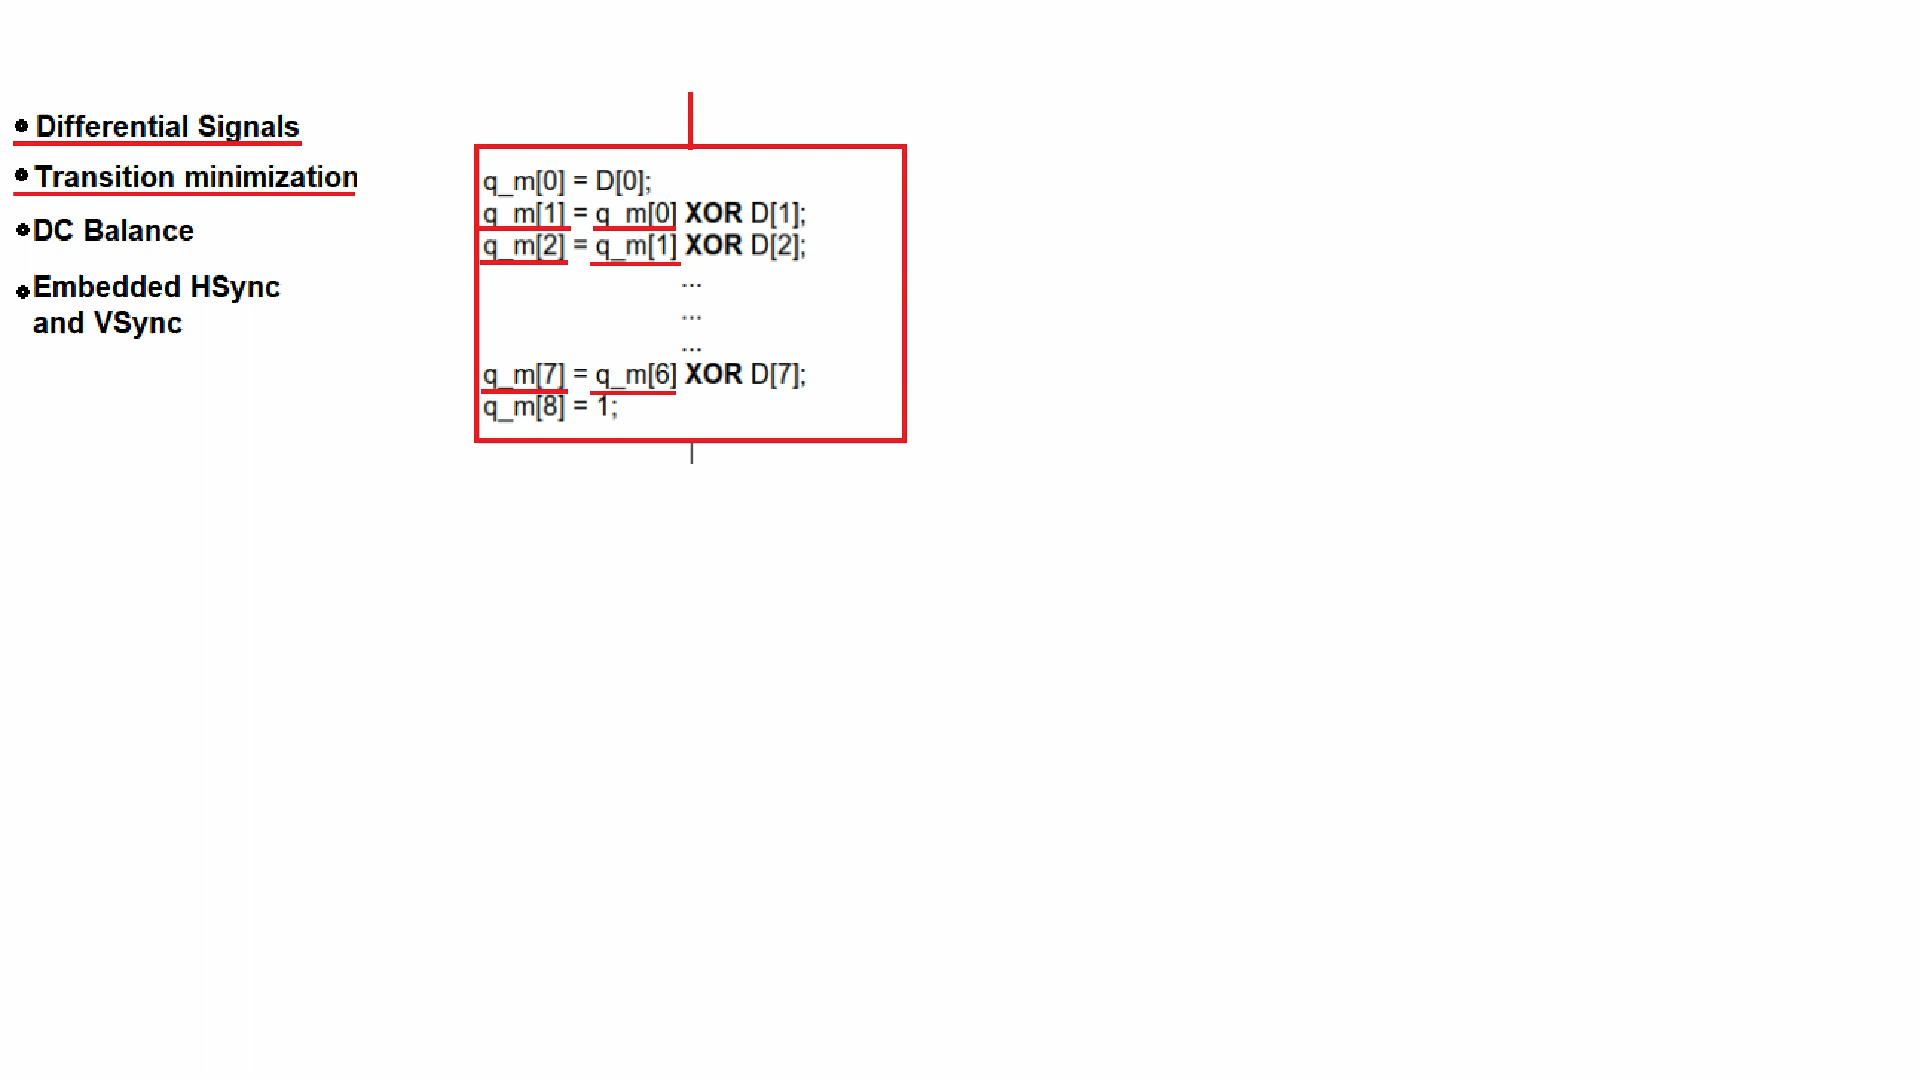 Differential Signals
Transition minimization
DC Balance
Embedded HSync
and VSync
q_m[0] = D[0];
q_m[1] = q_m[0] XOR D[1];
q_m[2] = q_m[1] XOR D[2];
...
...
...
q_m[7] = q_m[6] XOR D[7];
q_m[8] = 1;